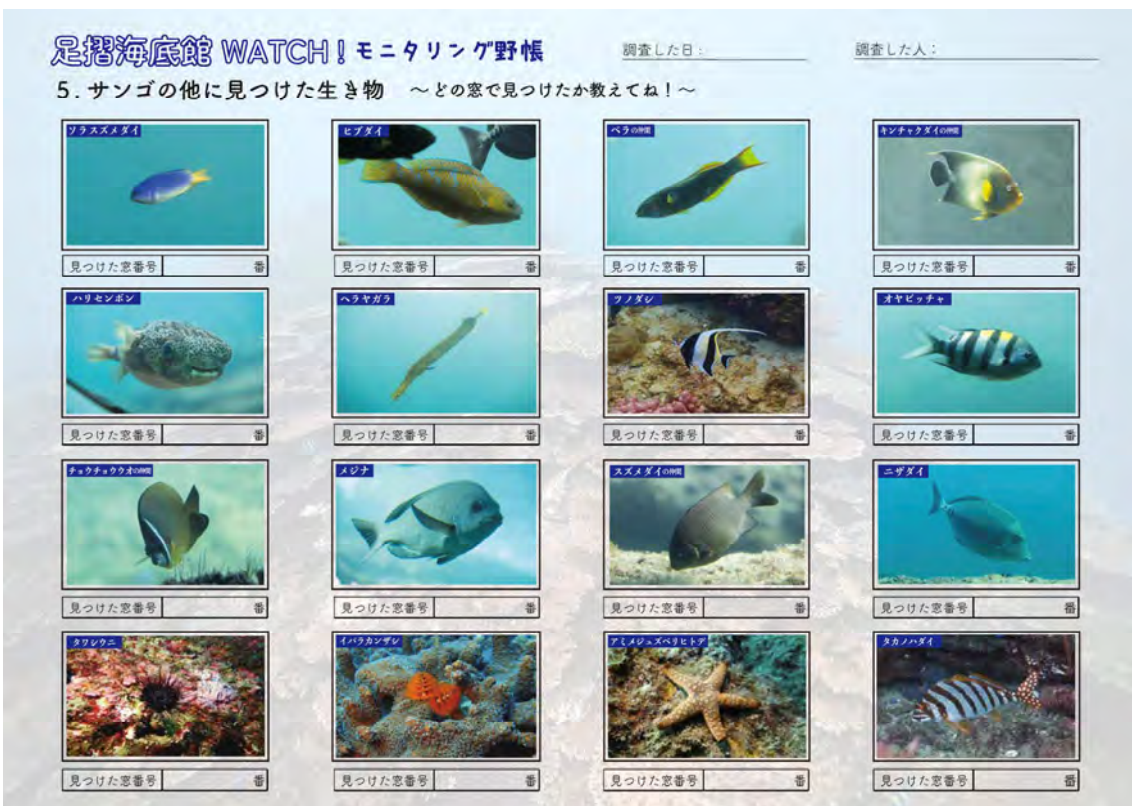 足摺海底館 WATCH！モニタリング野帳
調査した日：
調査した人：
5．サンゴの他に見つけた生き物　～どの窓で見つけたか教えてね！～
ソラスズメダイ
ヒブダイ
ベラの仲間
キンチャクダイの仲間
見つけた窓番号　番
見つけた窓番号　番
見つけた窓番号　番
見つけた窓番号　番
ハリセンボン
ヘラヤガラ
ツノダシ
オヤビッチャ
見つけた窓番号　番
見つけた窓番号　番
見つけた窓番号　番
見つけた窓番号　番
チョウチョウウオの仲間
メジナ
スズメダイの仲間
ニザダイ
見つけた窓番号　番
見つけた窓番号　番
見つけた窓番号　番
見つけた窓番号　番
タワシウニ
イバラカンザシ
アミメジュズベリヒトデ
タカノハダイ
見つけた窓番号　番
見つけた窓番号　番
見つけた窓番号　番
見つけた窓番号　番